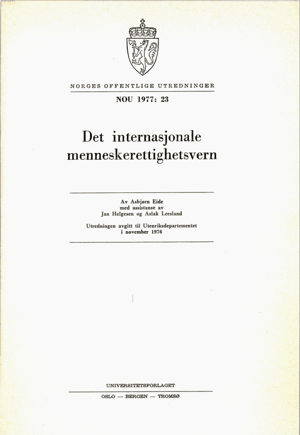 NORGES OFFENTLIGE UTREDNINGER
NOU 1977: 23
Det internasjonale
menneskerettighetsvern
Av Asbjørn Eide
med assistanse av
Jan Helgesen og Aslak Leesland
Utredningen avgitt til Utenriksdepartementet
i november 1976
UNIVERSITETSFORLAGET
OSLO — BERGEN — TROMSØ